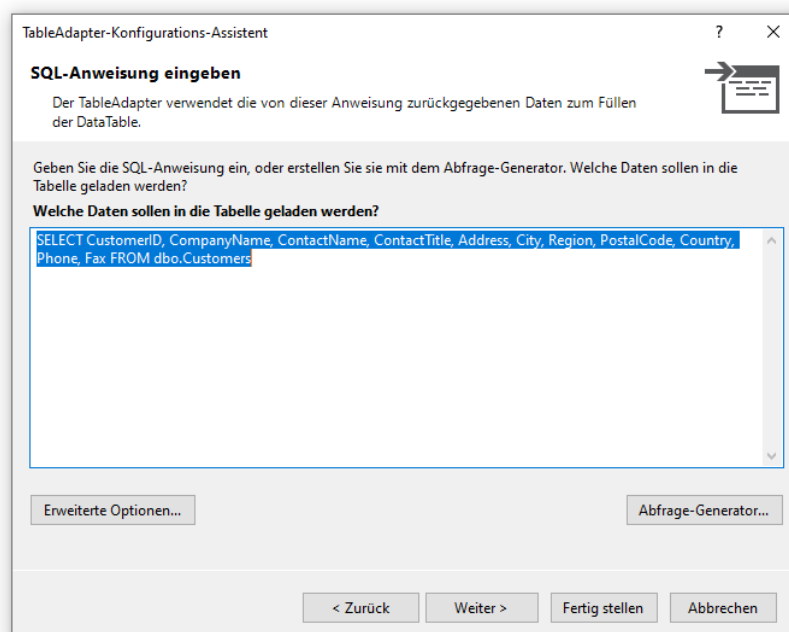 TableAdapter-Konfigurations-Assistent ?
SQL-Anweisung eingeben
Der TableAdapter verwendet die von dieser Anweisung zurückgegebenen Daten zum Füllen
der DataTable.
Geben Sie die SQL-Anweisung ein, oder erstellen Sie sie mit dem Abfrage-Generator. Welche Daten sollen in die
Tabelle geladen werden?
Welche Daten sollen in die Tabelle geladen werden?
SELECT CustomerID, CompanyName, ContactName, ContactTitle, Address, City, Region, PostalCode, Country,
Phone, Fax FROM dbo.Customers
Erweiterte Optionen... Abfrage-Generator...
< Zurück Weiter > Fertig stellen Abbrechen